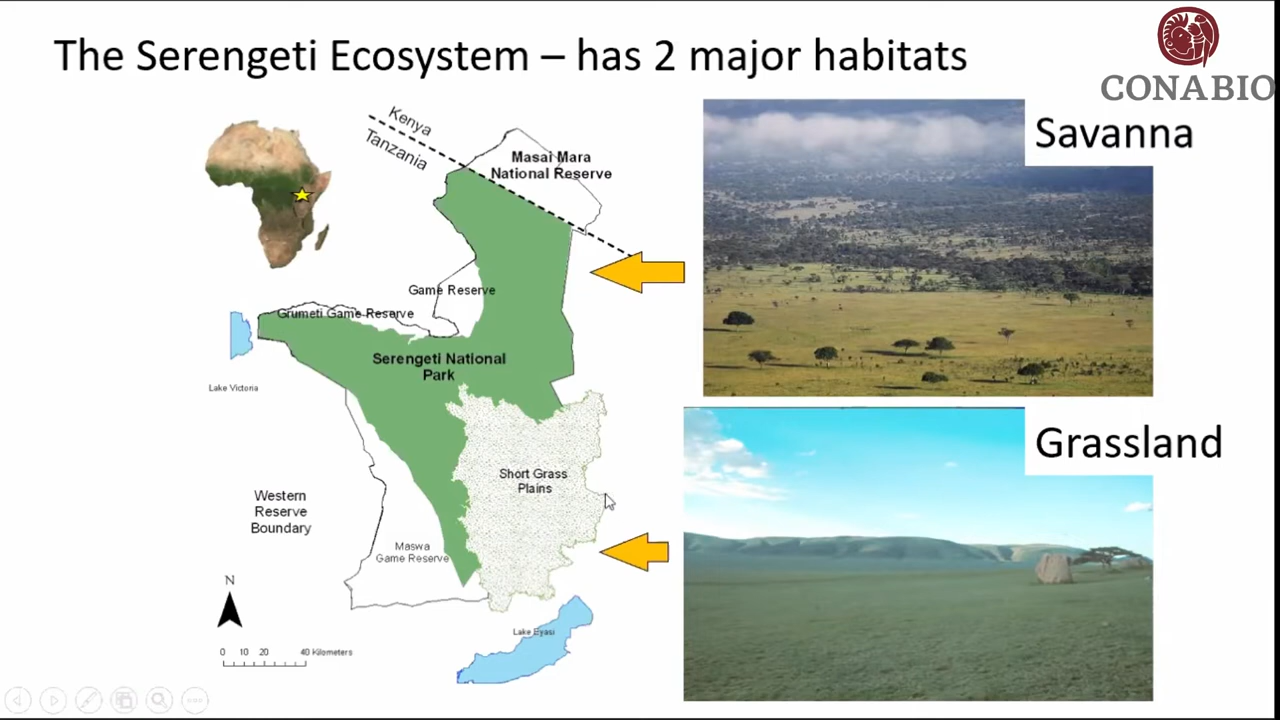 The Serengeti Ecosystem – has 2 major habitats
CONABIO
Kenya
Tanzania
Masai Mara
National Reserve
Savanna
Game Reserve
Grumeti Game Reserve
Serengeti National
Park
Lake Victoria
Grassland
Short Grass
Plains
Western
Reserve
Boundary
Maswa
Game Reserve
N
Lake Eyasi
0 10 20 40 Kilometers